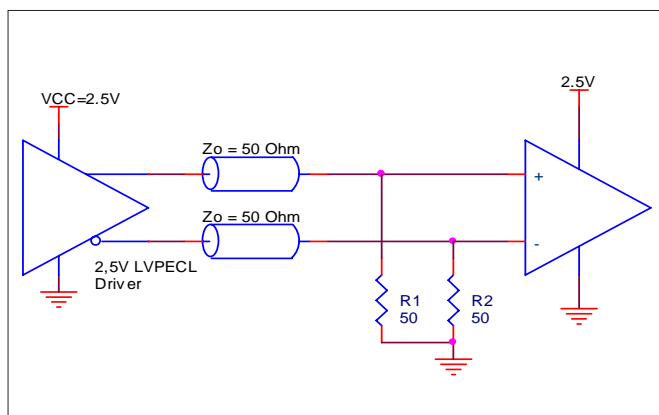 VCC=2.5V
2.5V
Zo = 50 Ohm
+
Zo = 50 Ohm
-
2,5V LVPECL
Driver
R1
50
R2
50